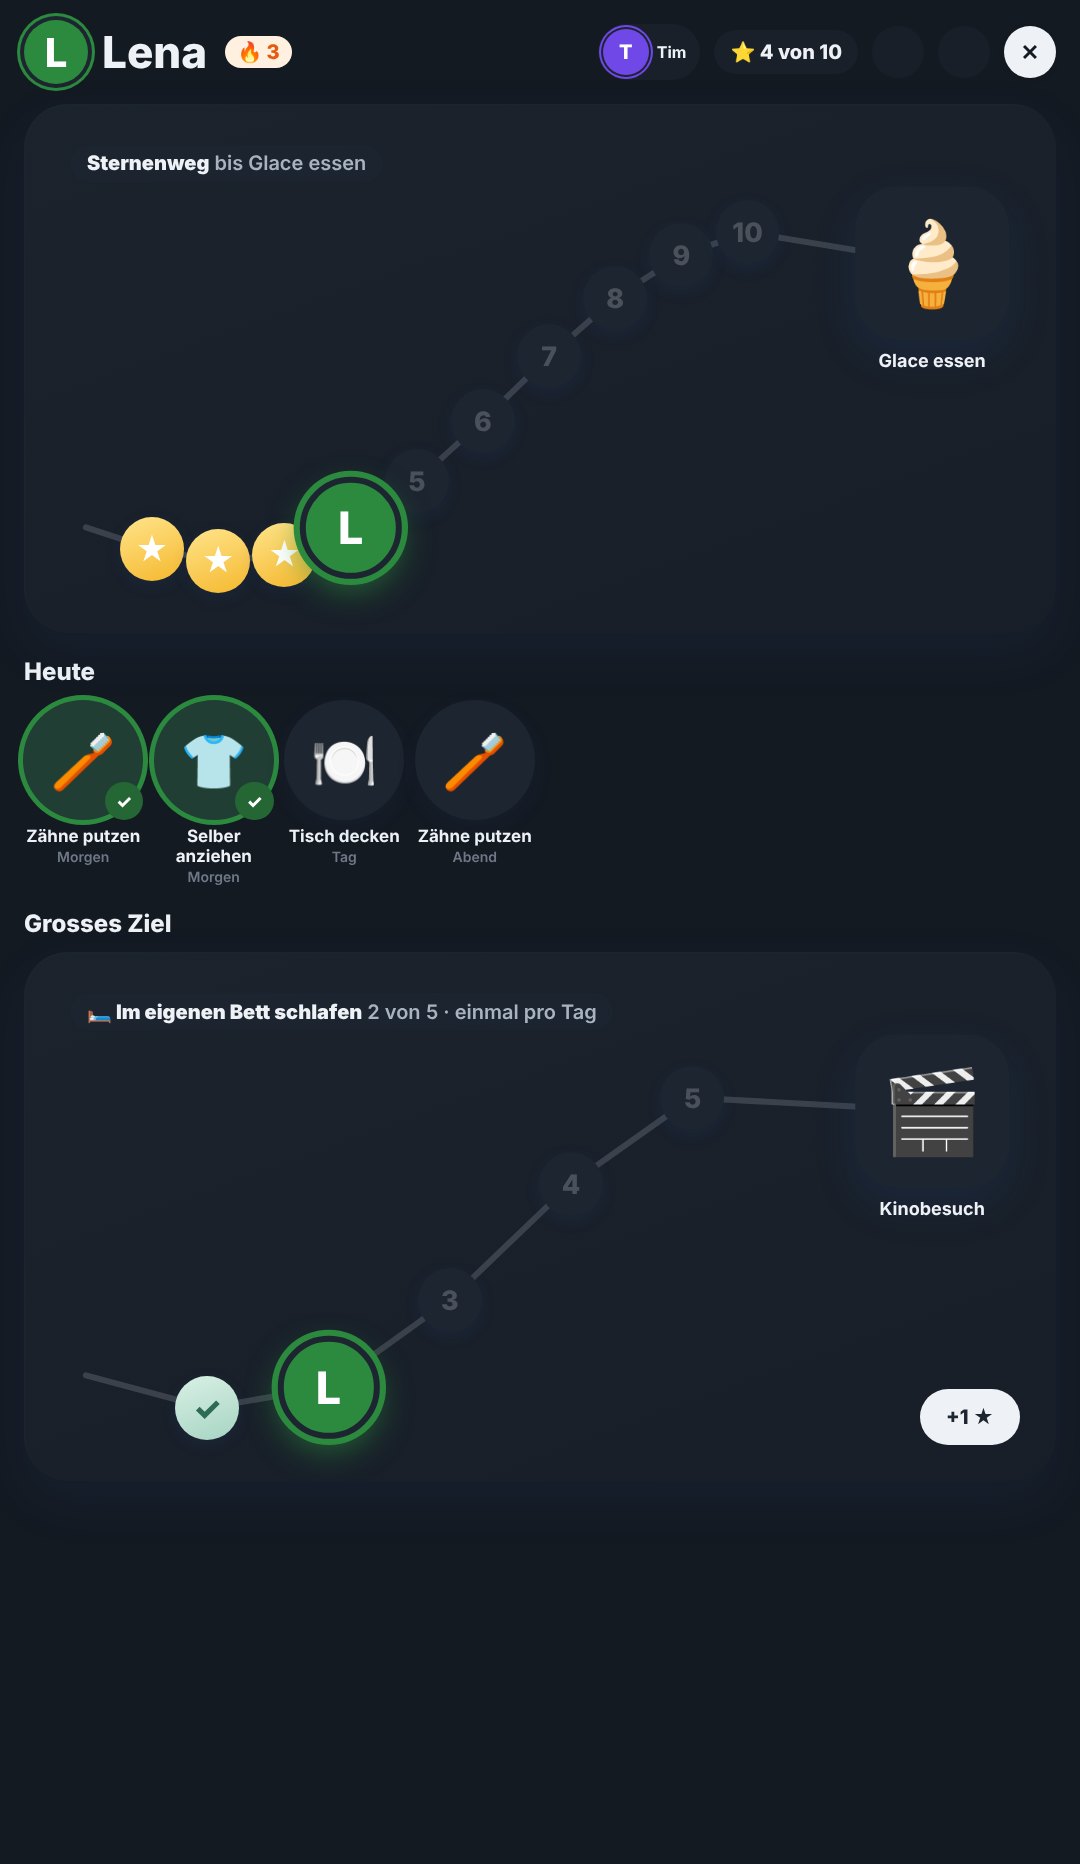 L Lena 🔥 3
T Tim ⭐ 4 von 10 ✕
Sternenweg bis Glace essen
10
9
8
7
6
5
L
Glace essen
Heute
Zähne putzen
Morgen
Selber
anziehen
Morgen
Tisch decken
Tag
Zähne putzen
Abend
Grosses Ziel
🛏️ Im eigenen Bett schlafen 2 von 5 · einmal pro Tag
5
4
3
L
Kinobesuch
+1 ★